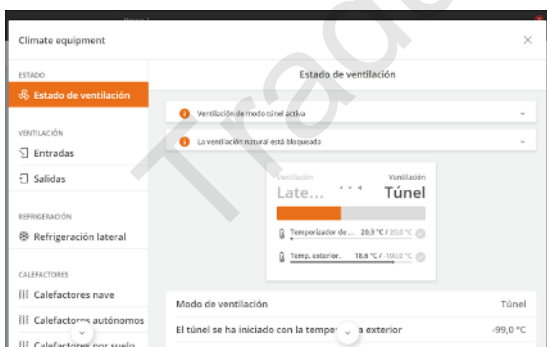 Climate equipment
ESTADO
Estado de ventilación
Estado de ventilación
Ventilación de modo túnel activa
VENTILACIÓN
La ventilación natural está bloqueada
Entradas
Salidas
Ventilación Ventilación
Late... Túnel
REFRIGERACIÓN
Temporizador de ... 20,3 °C / 20,0 °C
Refrigeración lateral
Temp. exterior. 18,6 °C / -100,0 °C
CALEFACTORES
Calefactores nave
Modo de ventilación Túnel
Calefactores autónomos
El túnel se ha iniciado con la exterior -99,0 °C
Calefactores por suelo